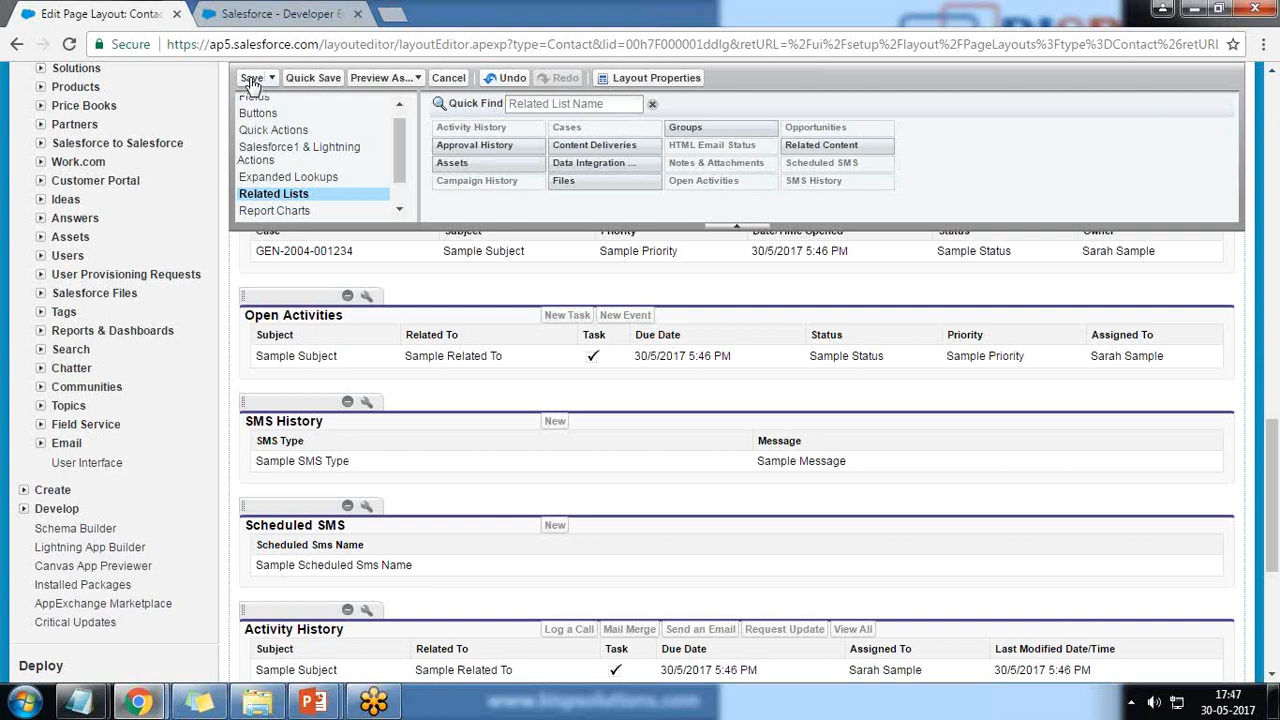 Edit Page Layout: Contac
Salesforce - Developer E
Secure
https://ap5.salesforce.com/layouteditor/layoutEditor.apexp?type=Contact&lid=00h7F000001ddIg&retURL=%2Fui%2Fsetup%2Flayout%2FPageLayouts%3Ftype%3DContact%26retURL
Save
Quick Save
Preview As...
Cancel
Undo
Redo
Layout Properties
Fields
Buttons
Quick Actions
Salesforce1 & Lightning
Actions
Expanded Lookups
Related Lists
Report Charts
Quick Find
Related List Name
Activity History
Cases
Groups
Opportunities
Approval History
Content Deliveries
HTML Email Status
Related Content
Assets
Data Integration ...
Notes & Attachments
Scheduled SMS
Campaign History
Files
Open Activities
SMS History
Solutions
Products
Price Books
Partners
Salesforce to Salesforce
Work.com
Customer Portal
Ideas
Answers
Assets
Users
User Provisioning Requests
Salesforce Files
Tags
Reports & Dashboards
Search
Chatter
Communities
Topics
Field Service
Email
User Interface
Create
Develop
Schema Builder
Lightning App Builder
Canvas App Previewer
Installed Packages
AppExchange Marketplace
Critical Updates
Deploy
Case Subject Priority Date/Time Opened Status Owner
GEN-2004-001234 Sample Subject Sample Priority 30/5/2017 5:46 PM Sample Status Sarah Sample
Open Activities New Task New Event
Subject Related To Task Due Date Status Priority Assigned To
Sample Subject Sample Related To 30/5/2017 5:46 PM Sample Status Sample Priority Sarah Sample
SMS History New
SMS Type Message
Sample SMS Type Sample Message
Scheduled SMS New
Scheduled Sms Name
Sample Scheduled Sms Name
Activity History Log a Call Mail Merge Send an Email Request Update View All
Subject Related To Task Due Date Assigned To Last Modified Date/Time
Sample Subject Sample Related To 30/5/2017 5:46 PM Sarah Sample 30/5/2017 5:46 PM
17:47
30-05-2017